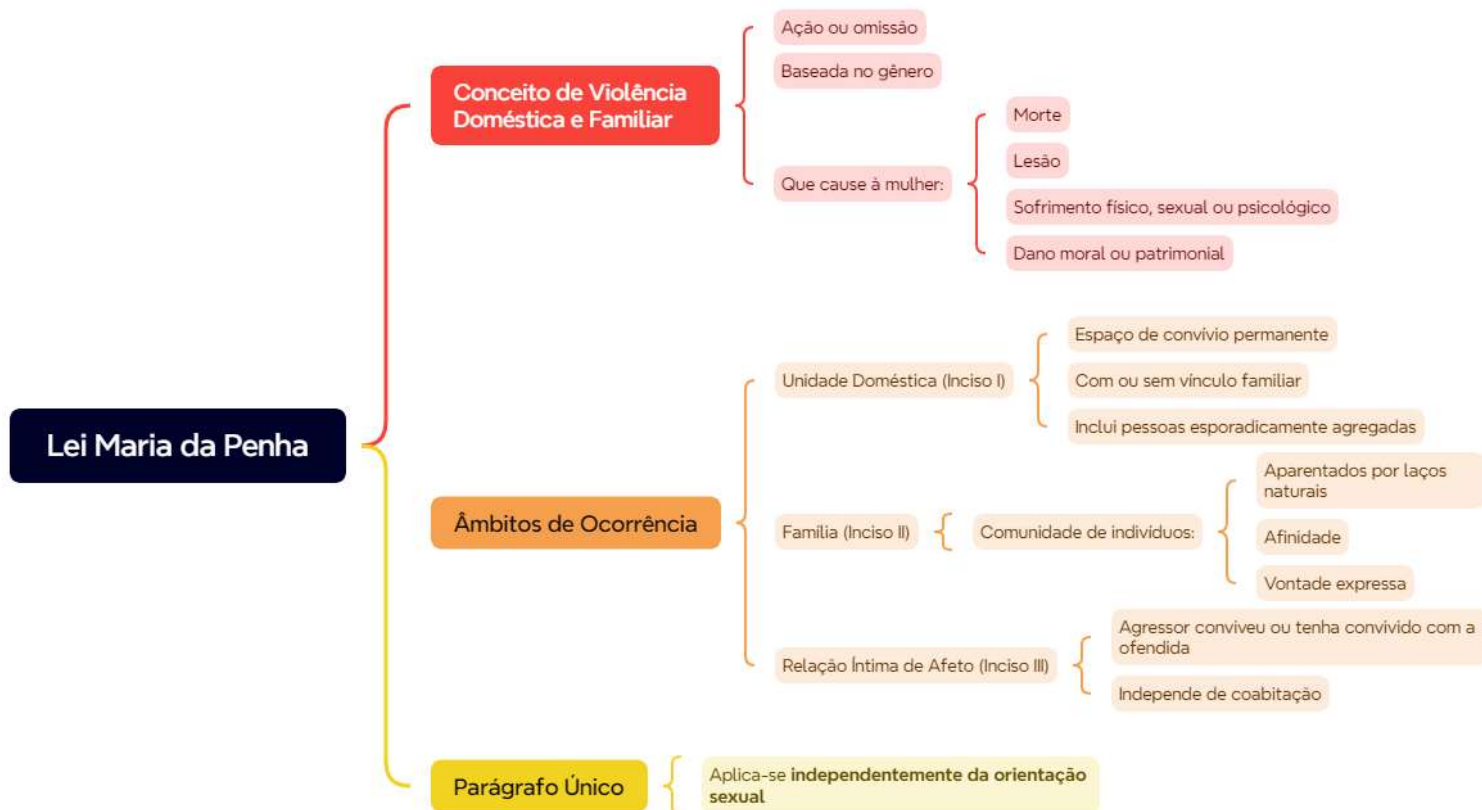 Lei Maria da Penha
Conceito de Violência
Doméstica e Familiar
Ação ou omissão
Baseada no gênero
Que cause à mulher:
Morte
Lesão
Sofrimento físico, sexual ou psicológico
Dano moral ou patrimonial
Âmbitos de Ocorrência
Unidade Doméstica (Inciso I)
Espaço de convívio permanente
Com ou sem vínculo familiar
Inclui pessoas esporadicamente agregadas
Família (Inciso II)
Comunidade de indivíduos:
Aparentados por laços
naturais
Afinidade
Vontade expressa
Relação Íntima de Afeto (Inciso III)
Agressor conviveu ou tenha convivido com a
ofendida
Independe de coabitação
Parágrafo Único
Aplica-se independentemente da orientação
sexual